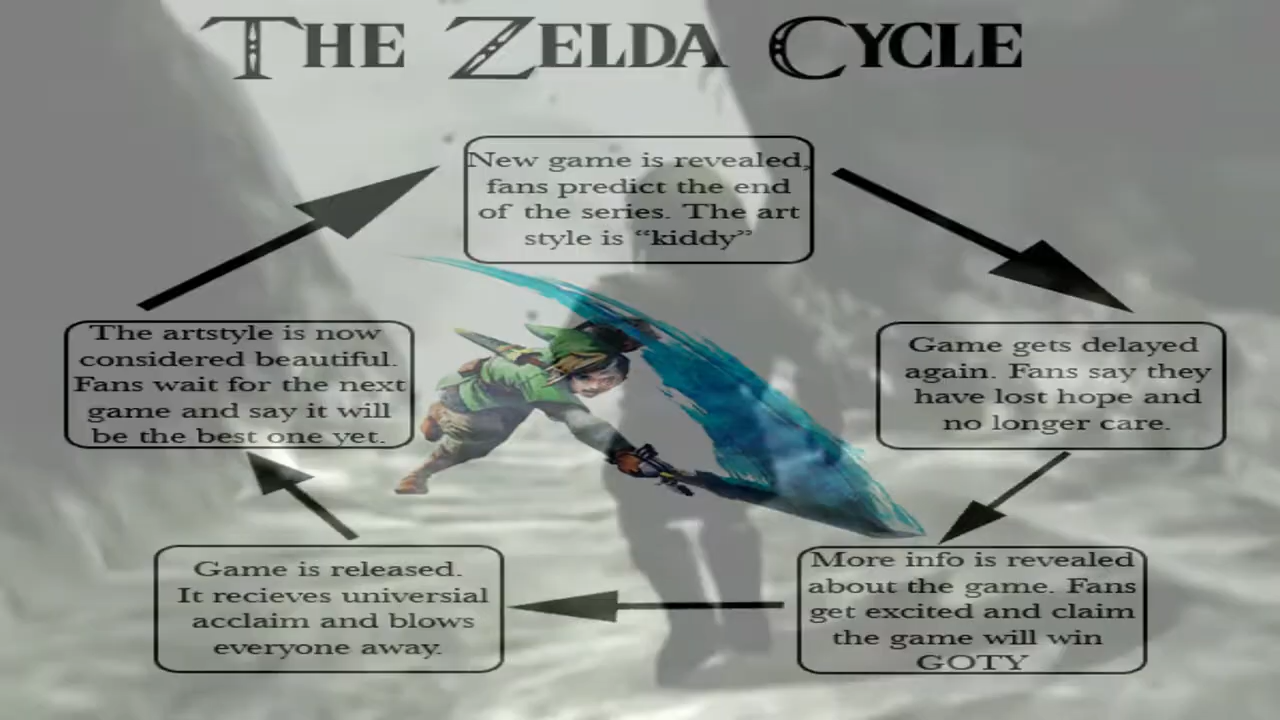 THE ZELDA CYCLE
New game is revealed,
fans predict the end
of the series. The art
style is “kiddy”
Game gets delayed
again. Fans say they
have lost hope and
no longer care.
More info is revealed
about the game. Fans
get excited and claim
the game will win
GOTY
Game is released.
It recieves universial
acclaim and blows
everyone away.
The artstyle is now
considered beautiful.
Fans wait for the next
game and say it will
be the best one yet.